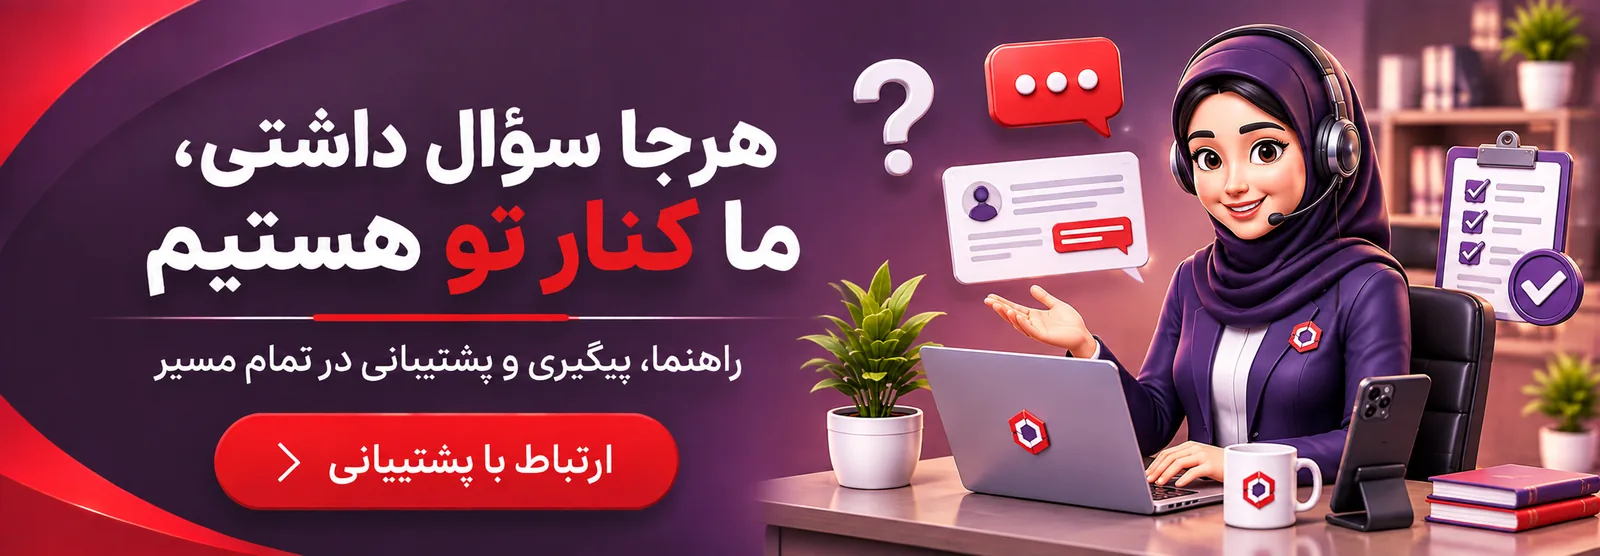 هرجا سؤال داشتی،
ما کنار تو هستیم
راهنما، پیگیری و پشتیبانی در تمام مسیر
ارتباط با پشتیبانی